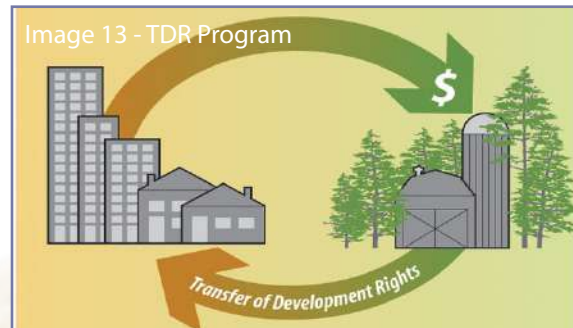 Image 13 - TDR Program
$
Transfer of Development Rights